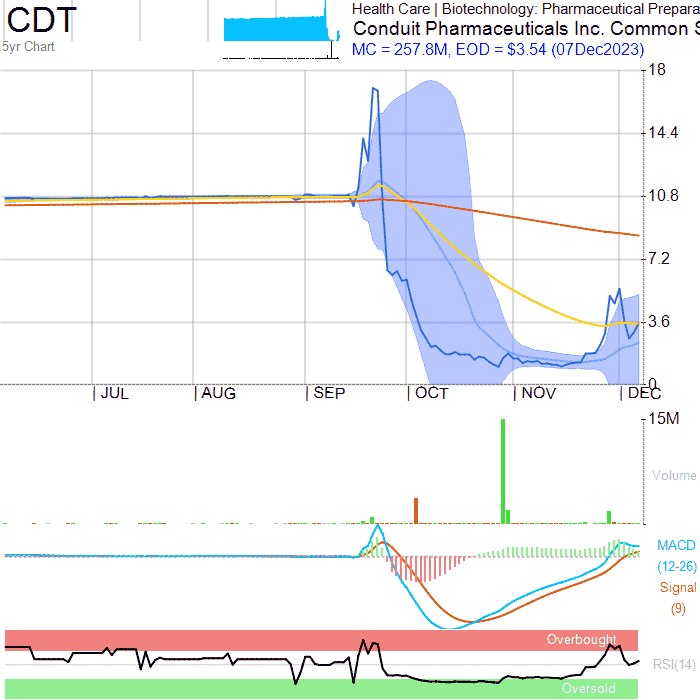 CDT
5yr Chart
Health Care | Biotechnology: Pharmaceutical Prepara
Conduit Pharmaceuticals Inc. Common S
MC = 257.8M, EOD = $3.54 (07Dec2023)
18
14.4
10.8
7.2
3.6
0
JUL
AUG
SEP
OCT
NOV
DEC
15M
Volume
MACD
(12-26)
Signal
(9)
Overbought
RSI(14)
Oversold